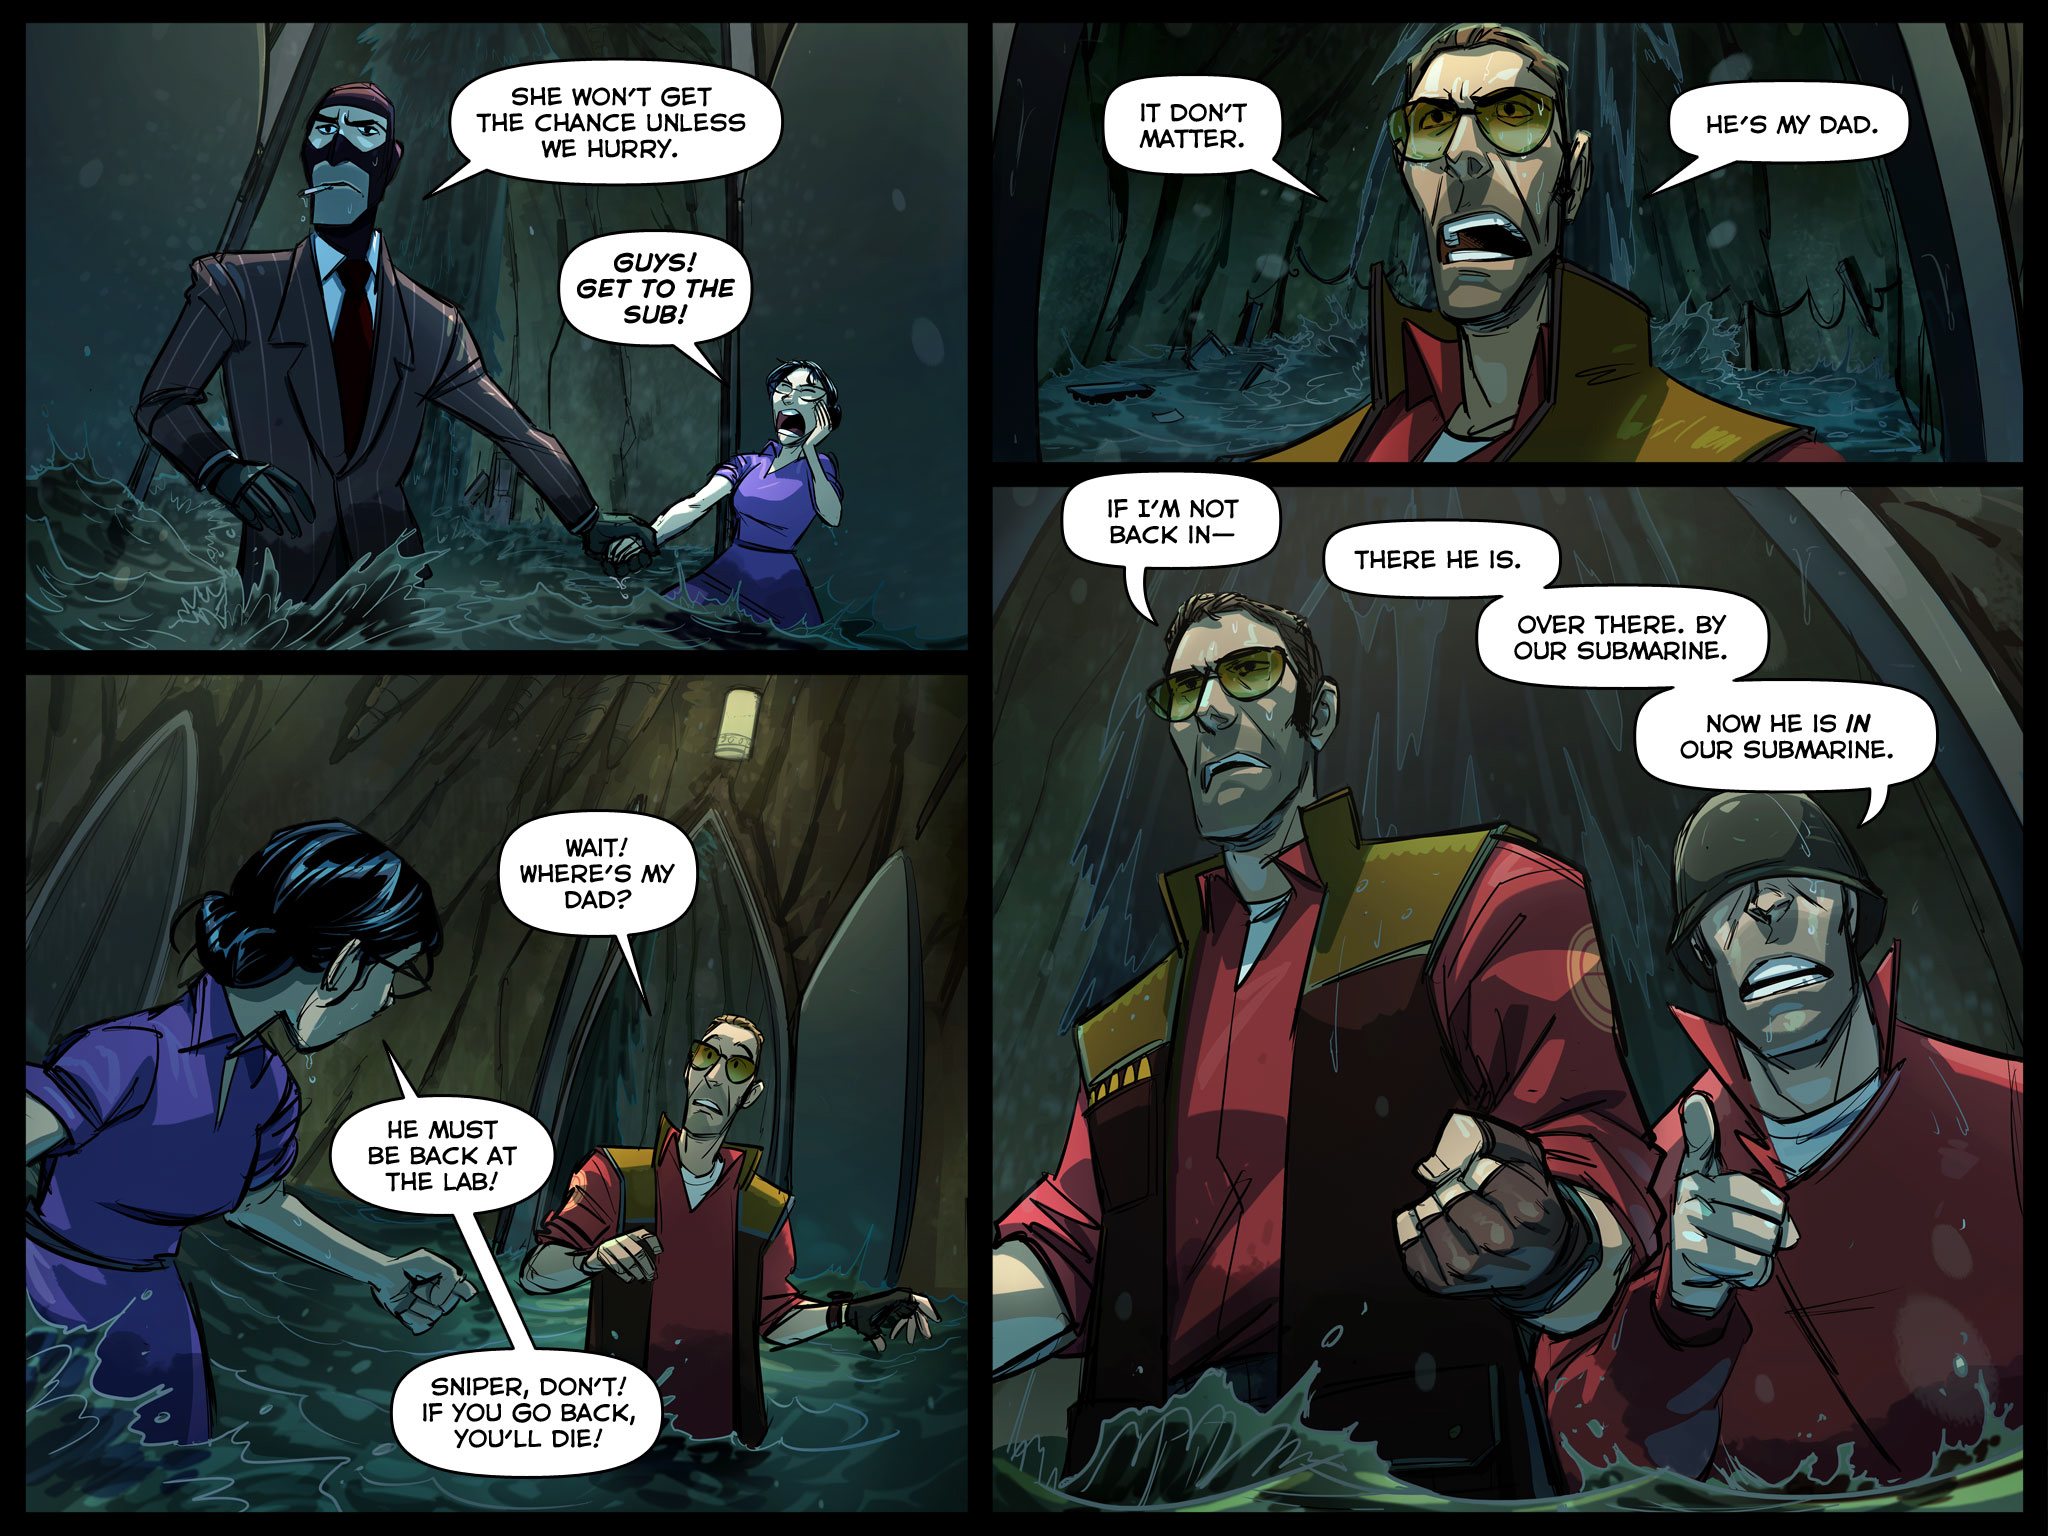 SHE WON'T GET
THE CHANCE UNLESS
WE HURRY.
GUYS!
GET TO THE
SUB!
WAIT!
WHERE'S MY
DAD?
HE MUST
BE BACK AT
THE LAB!
SNIPER, DON'T!
IF YOU GO BACK,
YOU'LL DIE!
IT DON'T
MATTER.
HE'S MY DAD.
IF I'M NOT
BACK IN—
THERE HE IS.
OVER THERE. BY
OUR SUBMARINE.
NOW HE IS IN
OUR SUBMARINE.